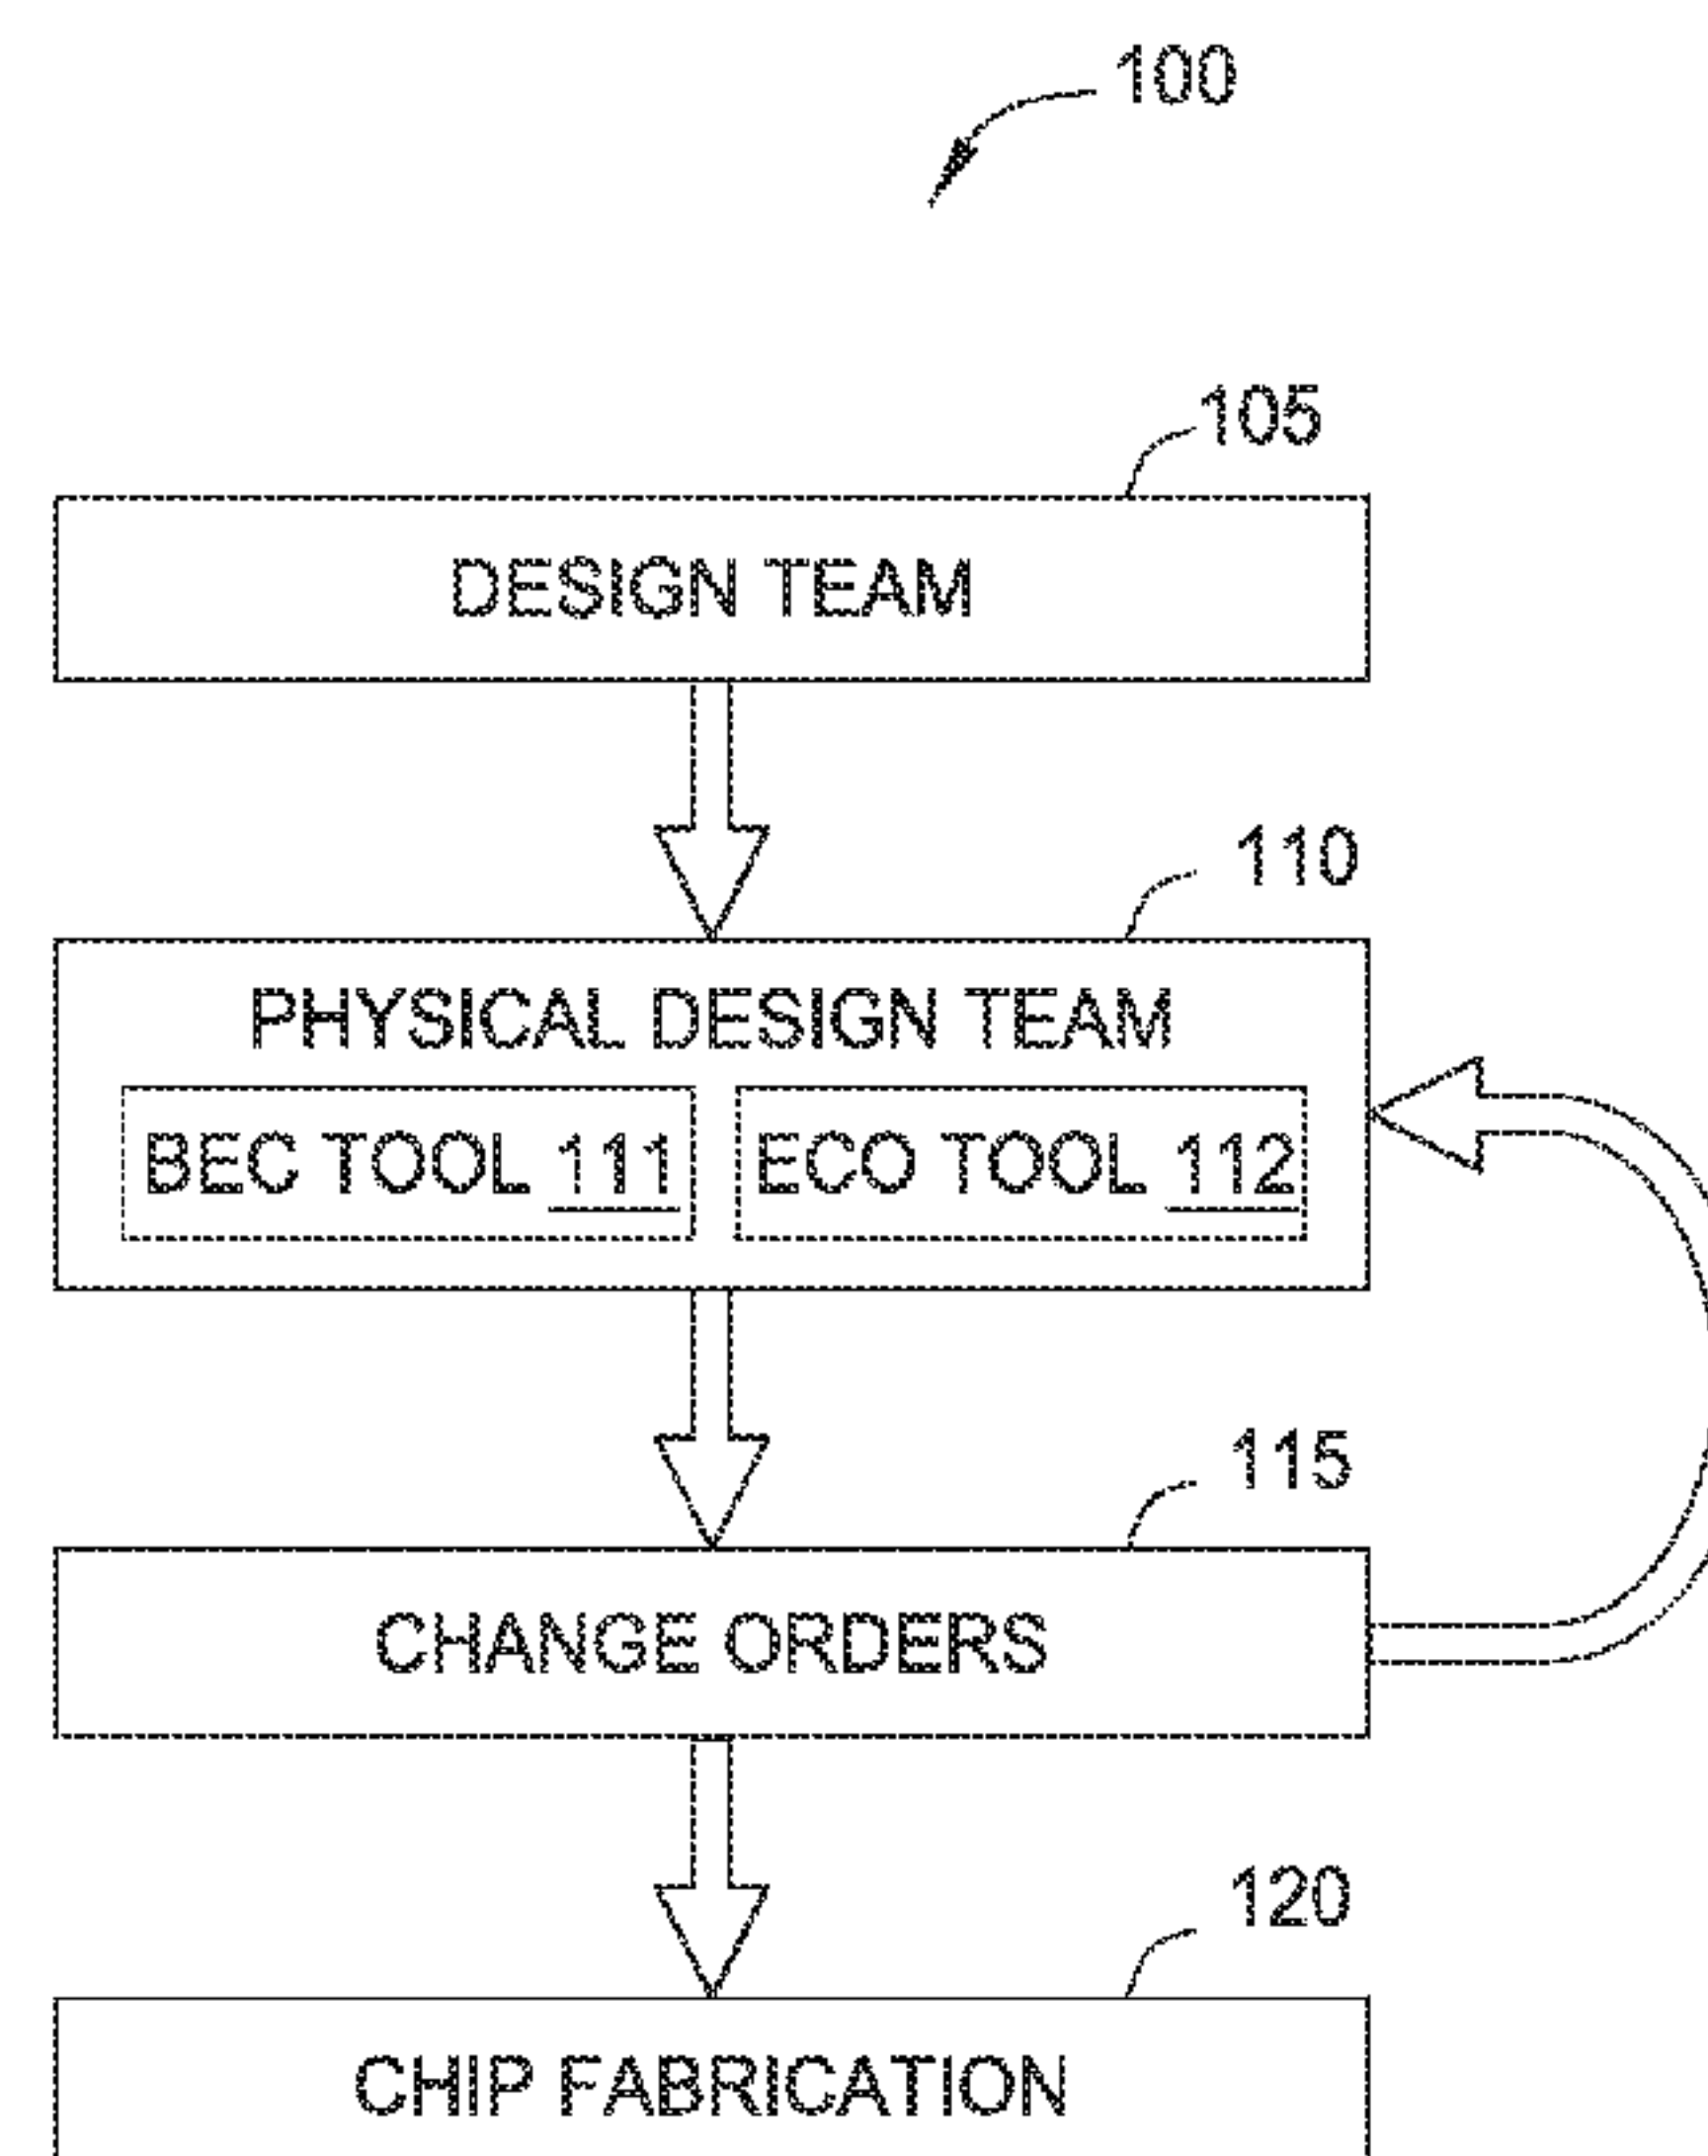 100
105
DESIGN TEAM
110
PHYSICAL DESIGN TEAM
BEC TOOL 111
ECO TOOL 112
115
CHANGE ORDERS
120
CHIP FABRICATION